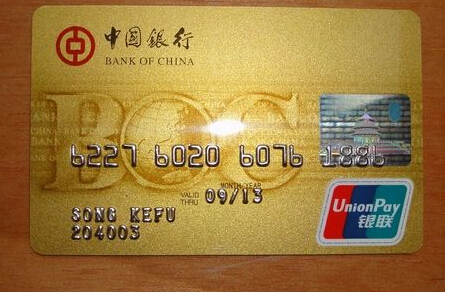 中国银行
BANK OF CHINA
BOC
6227 6020 6076 1886
MONTH/YEAR
VALID THRU 09/13
SONG KEFU
204003
UnionPay
银联